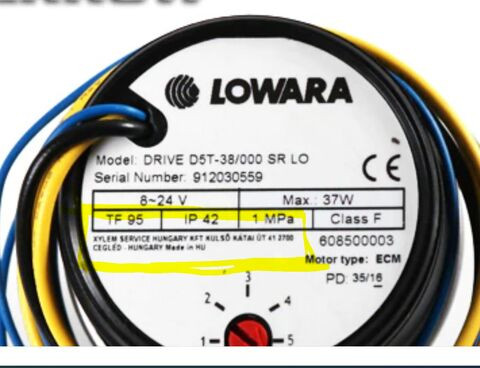 LOWARA
Model: DRIVE D5T-38/000 SR LO
Serial Number: 912030559
CE
8~24 V Max.: 37W
TF 95 IP 42 1 MPa Class F
XYLEM SERVICE HUNGARY KFT KÜLSŐ KÁTAI ÚT 41 2700
CEGLÉD - HUNGARY Made in HU
608500003
Motor type: ECM
PD: 35/16
3
2 4
1 5